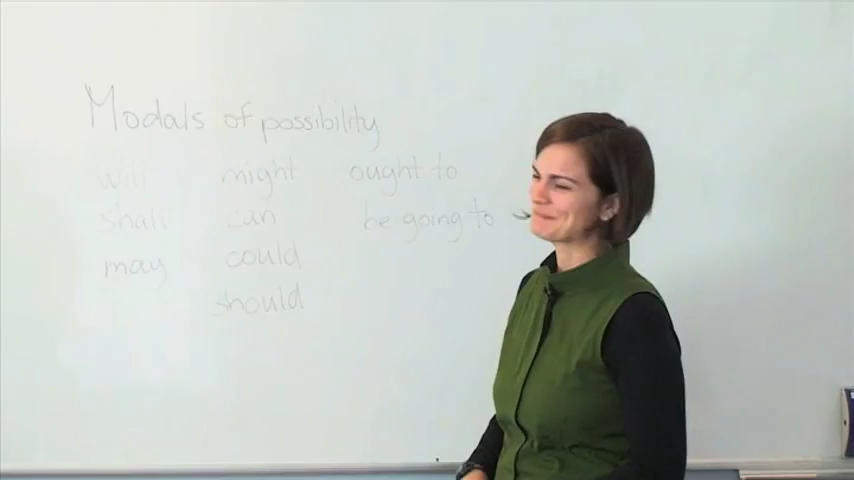 Modals of possibility
will might ought to
shall can be going to
may could
should